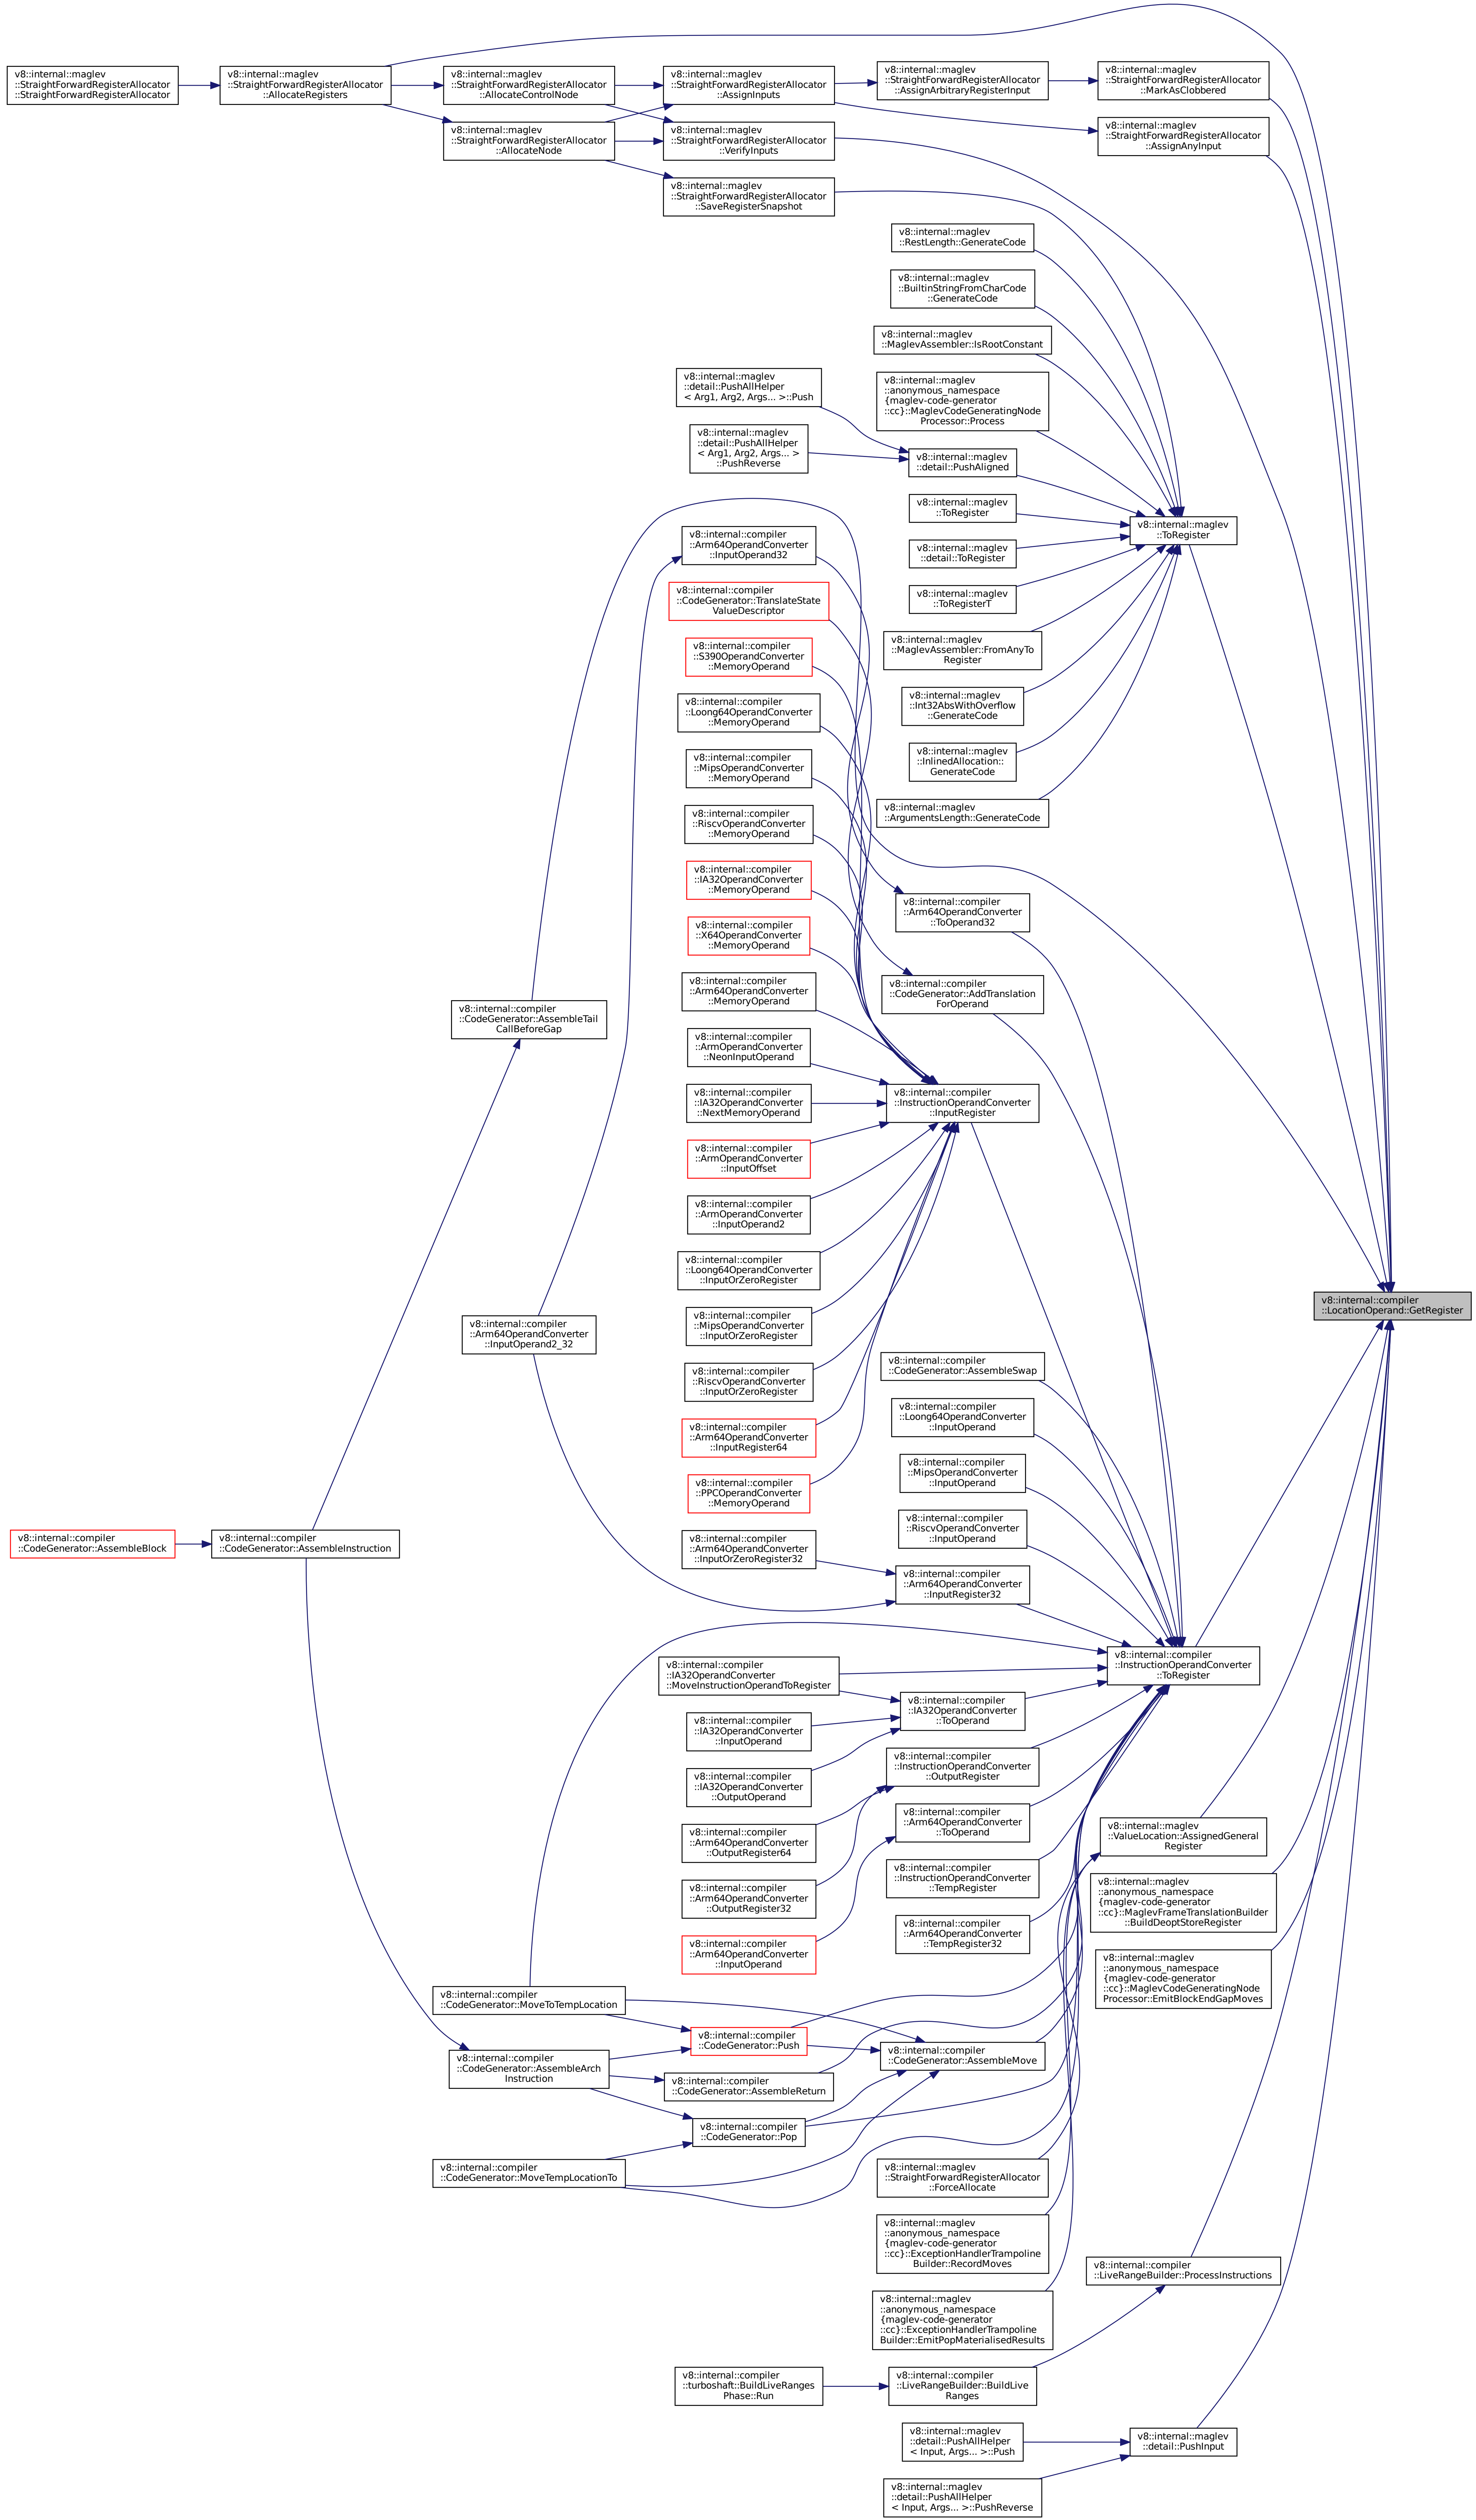 v8::internal::maglev
::StraightForwardRegisterAllocator
::StraightForwardRegisterAllocator
v8::internal::maglev
::StraightForwardRegisterAllocator
::AllocateRegisters
v8::internal::maglev
::StraightForwardRegisterAllocator
::AllocateControlNode
v8::internal::maglev
::StraightForwardRegisterAllocator
::AssignInputs
v8::internal::maglev
::StraightForwardRegisterAllocator
::AssignArbitraryRegisterInput
v8::internal::maglev
::StraightForwardRegisterAllocator
::MarkAsClobbered
v8::internal::maglev
::StraightForwardRegisterAllocator
::AllocateNode
v8::internal::maglev
::StraightForwardRegisterAllocator
::VerifyInputs
v8::internal::maglev
::StraightForwardRegisterAllocator
::AssignAnyInput
v8::internal::maglev
::StraightForwardRegisterAllocator
::SaveRegisterSnapshot
v8::internal::maglev
::RestLength::GenerateCode
v8::internal::maglev
::BuiltinStringFromCharCode
::GenerateCode
v8::internal::maglev
::MaglevAssembler::IsRootConstant
v8::internal::maglev
::detail::PushAllHelper
< Arg1, Arg2, Args... >::Push
v8::internal::maglev
::anonymous_namespace
{maglev-code-generator
::cc}::MaglevCodeGeneratingNode
Processor::Process
v8::internal::maglev
::detail::PushAllHelper
< Arg1, Arg2, Args... >
::PushReverse
v8::internal::maglev
::detail::PushAligned
v8::internal::maglev
::ToRegister
v8::internal::maglev
::ToRegister
v8::internal::compiler
::Arm64OperandConverter
::InputOperand32
v8::internal::maglev
::detail::ToRegister
v8::internal::compiler
::CodeGenerator::TranslateState
ValueDescriptor
v8::internal::maglev
::ToRegisterT
v8::internal::compiler
::S390OperandConverter
::MemoryOperand
v8::internal::maglev
::MaglevAssembler::FromAnyTo
Register
v8::internal::compiler
::Loong64OperandConverter
::MemoryOperand
v8::internal::maglev
::Int32AbsWithOverflow
::GenerateCode
v8::internal::compiler
::MipsOperandConverter
::MemoryOperand
v8::internal::maglev
::InlinedAllocation::
GenerateCode
v8::internal::compiler
::RiscvOperandConverter
::MemoryOperand
v8::internal::maglev
::ArgumentsLength::GenerateCode
v8::internal::compiler
::IA32OperandConverter
::MemoryOperand
v8::internal::compiler
::X64OperandConverter
::MemoryOperand
v8::internal::compiler
::Arm64OperandConverter
::ToOperand32
v8::internal::compiler
::Arm64OperandConverter
::MemoryOperand
v8::internal::compiler
::CodeGenerator::AddTranslation
ForOperand
v8::internal::compiler
::CodeGenerator::AssembleTail
CallBeforeGap
v8::internal::compiler
::ArmOperandConverter
::NeonInputOperand
v8::internal::compiler
::IA32OperandConverter
::NextMemoryOperand
v8::internal::compiler
::InstructionOperandConverter
::InputRegister
v8::internal::compiler
::ArmOperandConverter
::InputOffset
v8::internal::compiler
::ArmOperandConverter
::InputOperand2
v8::internal::compiler
::Loong64OperandConverter
::InputOrZeroRegister
v8::internal::compiler
::LocationOperand::GetRegister
v8::internal::compiler
::Arm64OperandConverter
::InputOperand2_32
v8::internal::compiler
::MipsOperandConverter
::InputOrZeroRegister
v8::internal::compiler
::RiscvOperandConverter
::InputOrZeroRegister
v8::internal::compiler
::CodeGenerator::AssembleSwap
v8::internal::compiler
::Arm64OperandConverter
::InputRegister64
v8::internal::compiler
::Loong64OperandConverter
::InputOperand
v8::internal::compiler
::PPCOperandConverter
::MemoryOperand
v8::internal::compiler
::MipsOperandConverter
::InputOperand
v8::internal::compiler
::CodeGenerator::AssembleBlock
v8::internal::compiler
::CodeGenerator::AssembleInstruction
v8::internal::compiler
::Arm64OperandConverter
::InputOrZeroRegister32
v8::internal::compiler
::RiscvOperandConverter
::InputOperand
v8::internal::compiler
::Arm64OperandConverter
::InputRegister32
v8::internal::compiler
::InstructionOperandConverter
::ToRegister
v8::internal::compiler
::IA32OperandConverter
::MoveInstructionOperandToRegister
v8::internal::compiler
::IA32OperandConverter
::ToOperand
v8::internal::compiler
::IA32OperandConverter
::InputOperand
v8::internal::compiler
::InstructionOperandConverter
::OutputRegister
v8::internal::compiler
::IA32OperandConverter
::OutputOperand
v8::internal::compiler
::Arm64OperandConverter
::ToOperand
v8::internal::maglev
::ValueLocation::AssignedGeneral
Register
v8::internal::compiler
::Arm64OperandConverter
::OutputRegister64
v8::internal::compiler
::InstructionOperandConverter
::TempRegister
v8::internal::maglev
::anonymous_namespace
{maglev-code-generator
::cc}::MaglevFrameTranslationBuilder
::BuildDeoptStoreRegister
v8::internal::compiler
::Arm64OperandConverter
::OutputRegister32
v8::internal::compiler
::Arm64OperandConverter
::TempRegister32
v8::internal::compiler
::Arm64OperandConverter
::InputOperand
v8::internal::maglev
::anonymous_namespace
{maglev-code-generator
::cc}::MaglevCodeGeneratingNode
Processor::EmitBlockEndGapMoves
v8::internal::compiler
::CodeGenerator::MoveToTempLocation
v8::internal::compiler
::CodeGenerator::Push
v8::internal::compiler
::CodeGenerator::AssembleMove
v8::internal::compiler
::CodeGenerator::AssembleArch
Instruction
v8::internal::compiler
::CodeGenerator::AssembleReturn
v8::internal::compiler
::CodeGenerator::Pop
v8::internal::compiler
::CodeGenerator::MoveTempLocationTo
v8::internal::maglev
::StraightForwardRegisterAllocator
::ForceAllocate
v8::internal::maglev
::anonymous_namespace
{maglev-code-generator
::cc}::ExceptionHandlerTrampoline
Builder::RecordMoves
v8::internal::compiler
::LiveRangeBuilder::ProcessInstructions
v8::internal::maglev
::anonymous_namespace
{maglev-code-generator
::cc}::ExceptionHandlerTrampoline
Builder::EmitPopMaterialisedResults
v8::internal::compiler
::turboshaft::BuildLiveRanges
Phase::Run
v8::internal::compiler
::LiveRangeBuilder::BuildLive
Ranges
v8::internal::maglev
::detail::PushAllHelper
< Input, Args... >::Push
v8::internal::maglev
::detail::PushInput
v8::internal::maglev
::detail::PushAllHelper
< Input, Args... >::PushReverse